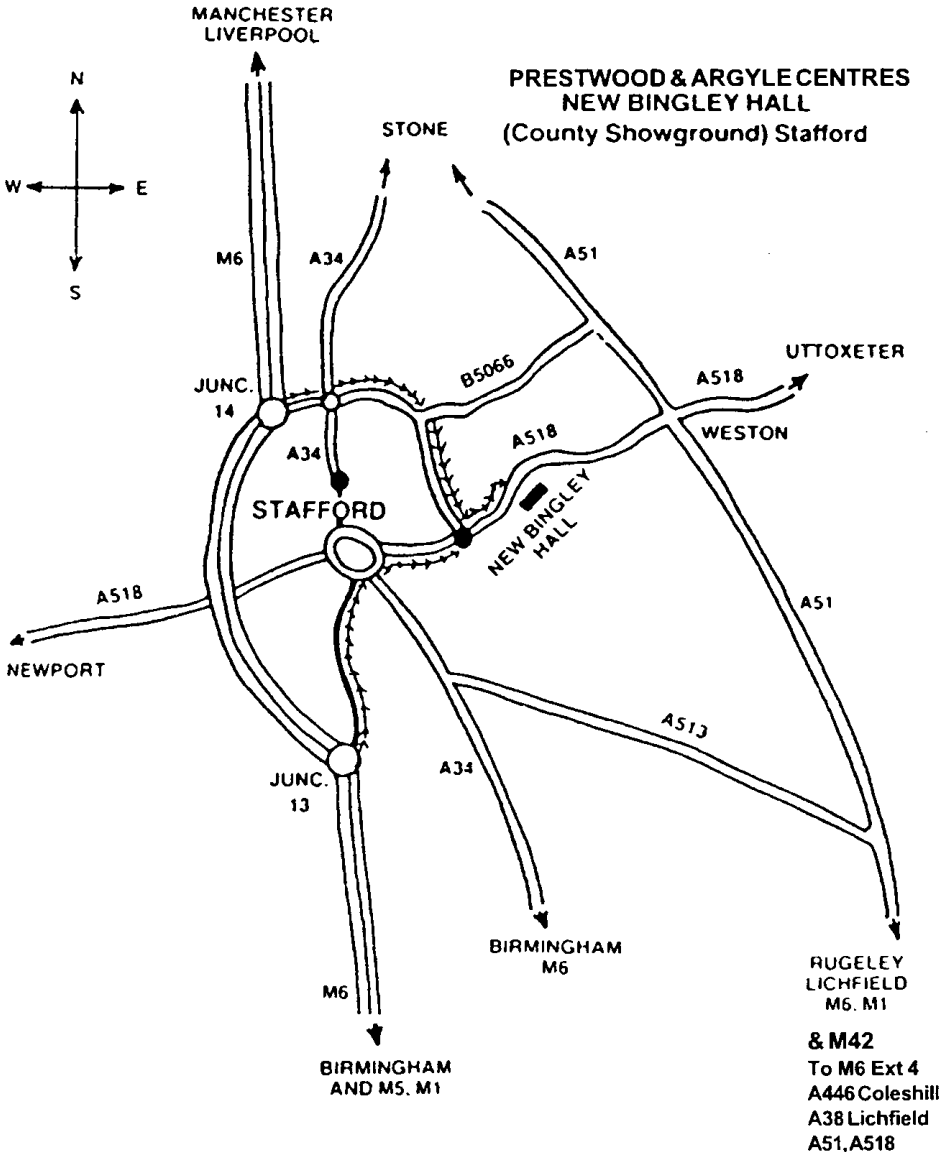 MANCHESTER
LIVERPOOL
PRESTWOOD & ARGYLE CENTRES
NEW BINGLEY HALL
(County Showground) Stafford
N
W
E
S
STONE
M6
A34
A51
B5066
UTTOXETER
A518
JUNC.
14
WESTON
A518
A34
STAFFORD
NEW BINGLEY
HALL
A518
A51
NEWPORT
A513
A34
JUNC.
13
BIRMINGHAM
M6
RUGELEY
LICHFIELD
M6. M1
M6
& M42
To M6 Ext 4
A446 Coleshill
A38 Lichfield
A51, A518
BIRMINGHAM
AND M5. M1